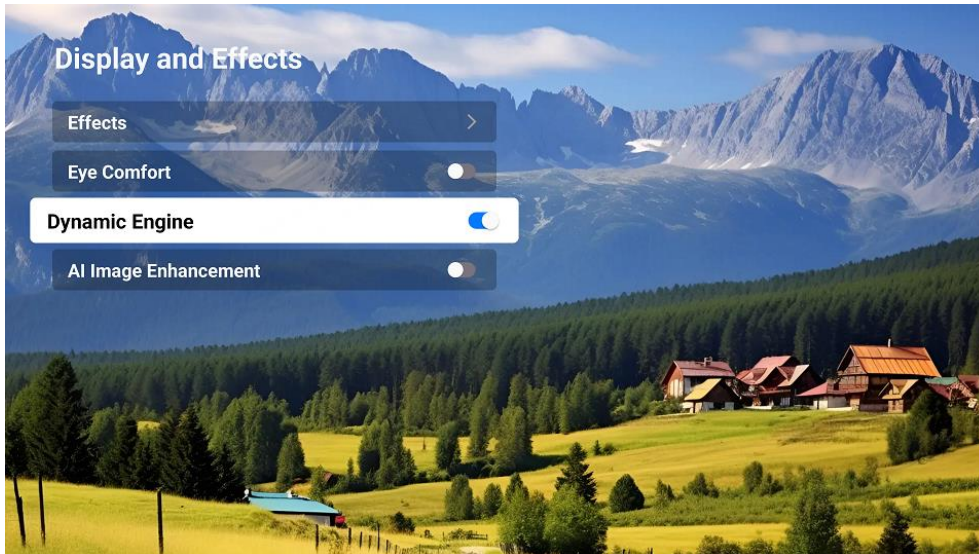 Display and Effects
Effects
Eye Comfort
Dynamic Engine
AI Image Enhancement